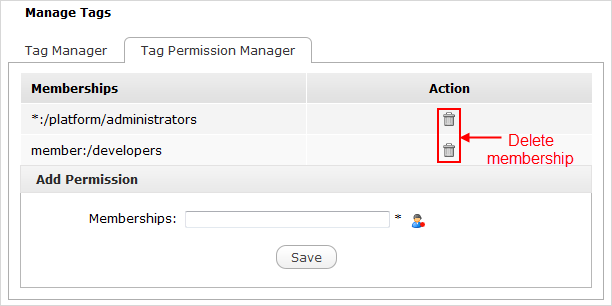 Manage Tags
Tag Manager
Tag Permission Manager
Memberships
Action
*:/platform/administrators
member:/developers
Delete
membership
Add Permission
Memberships:
*
Save